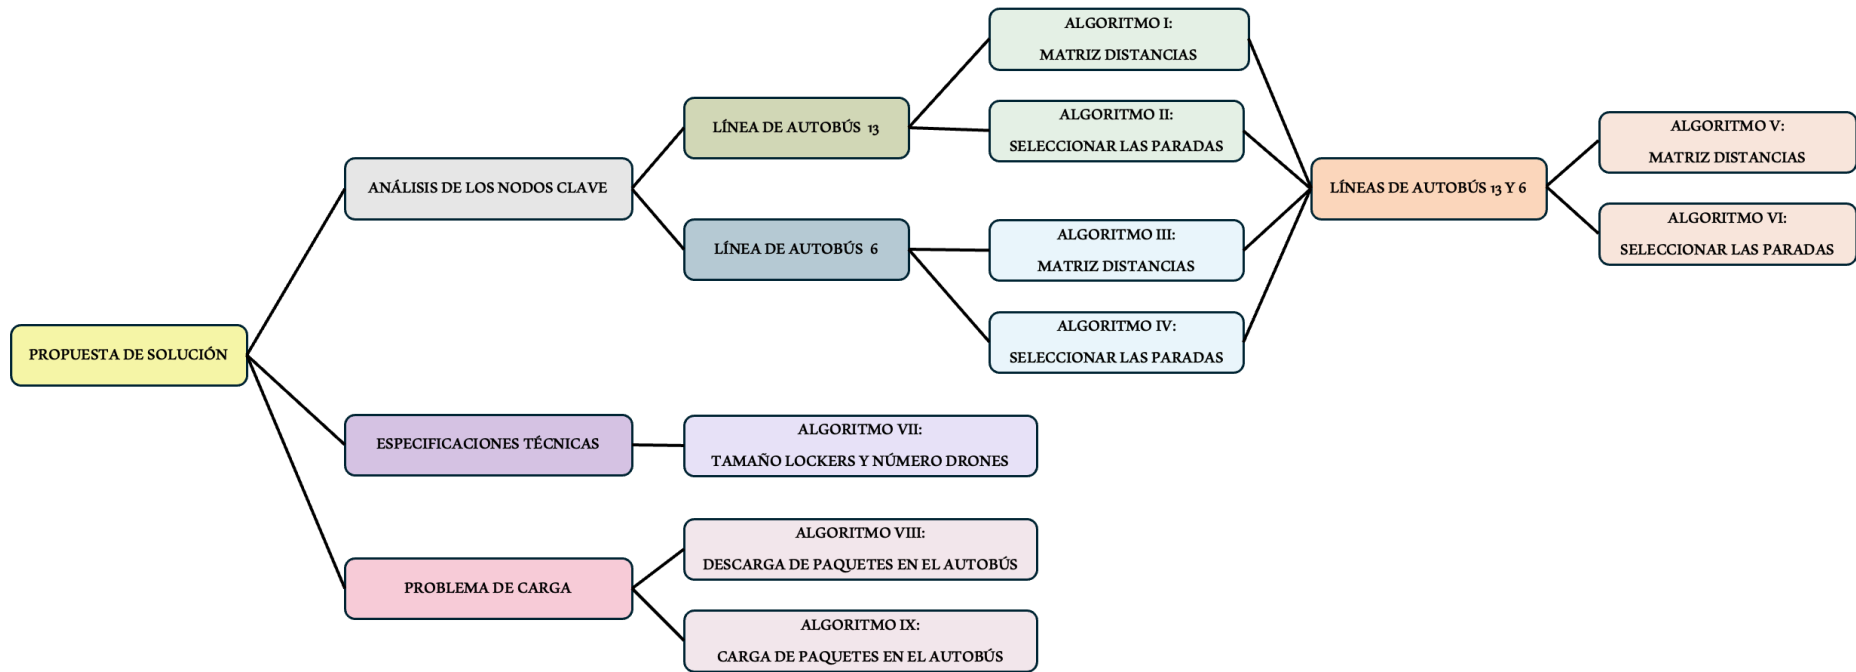 PROPUESTA DE SOLUCIÓN
ANÁLISIS DE LOS NODOS CLAVE
LÍNEA DE AUTOBÚS 13
ALGORITMO I:
MATRIZ DISTANCIAS
ALGORITMO II:
SELECCIONAR LAS PARADAS
LÍNEA DE AUTOBÚS 6
ALGORITMO III:
MATRIZ DISTANCIAS
ALGORITMO IV:
SELECCIONAR LAS PARADAS
LÍNEAS DE AUTOBÚS 13 Y 6
ALGORITMO V:
MATRIZ DISTANCIAS
ALGORITMO VI:
SELECCIONAR LAS PARADAS
ESPECIFICACIONES TÉCNICAS
ALGORITMO VII:
TAMAÑO LOCKERS Y NÚMERO DRONES
PROBLEMA DE CARGA
ALGORITMO VIII:
DESCARGA DE PAQUETES EN EL AUTOBÚS
ALGORITMO IX:
CARGA DE PAQUETES EN EL AUTOBÚS